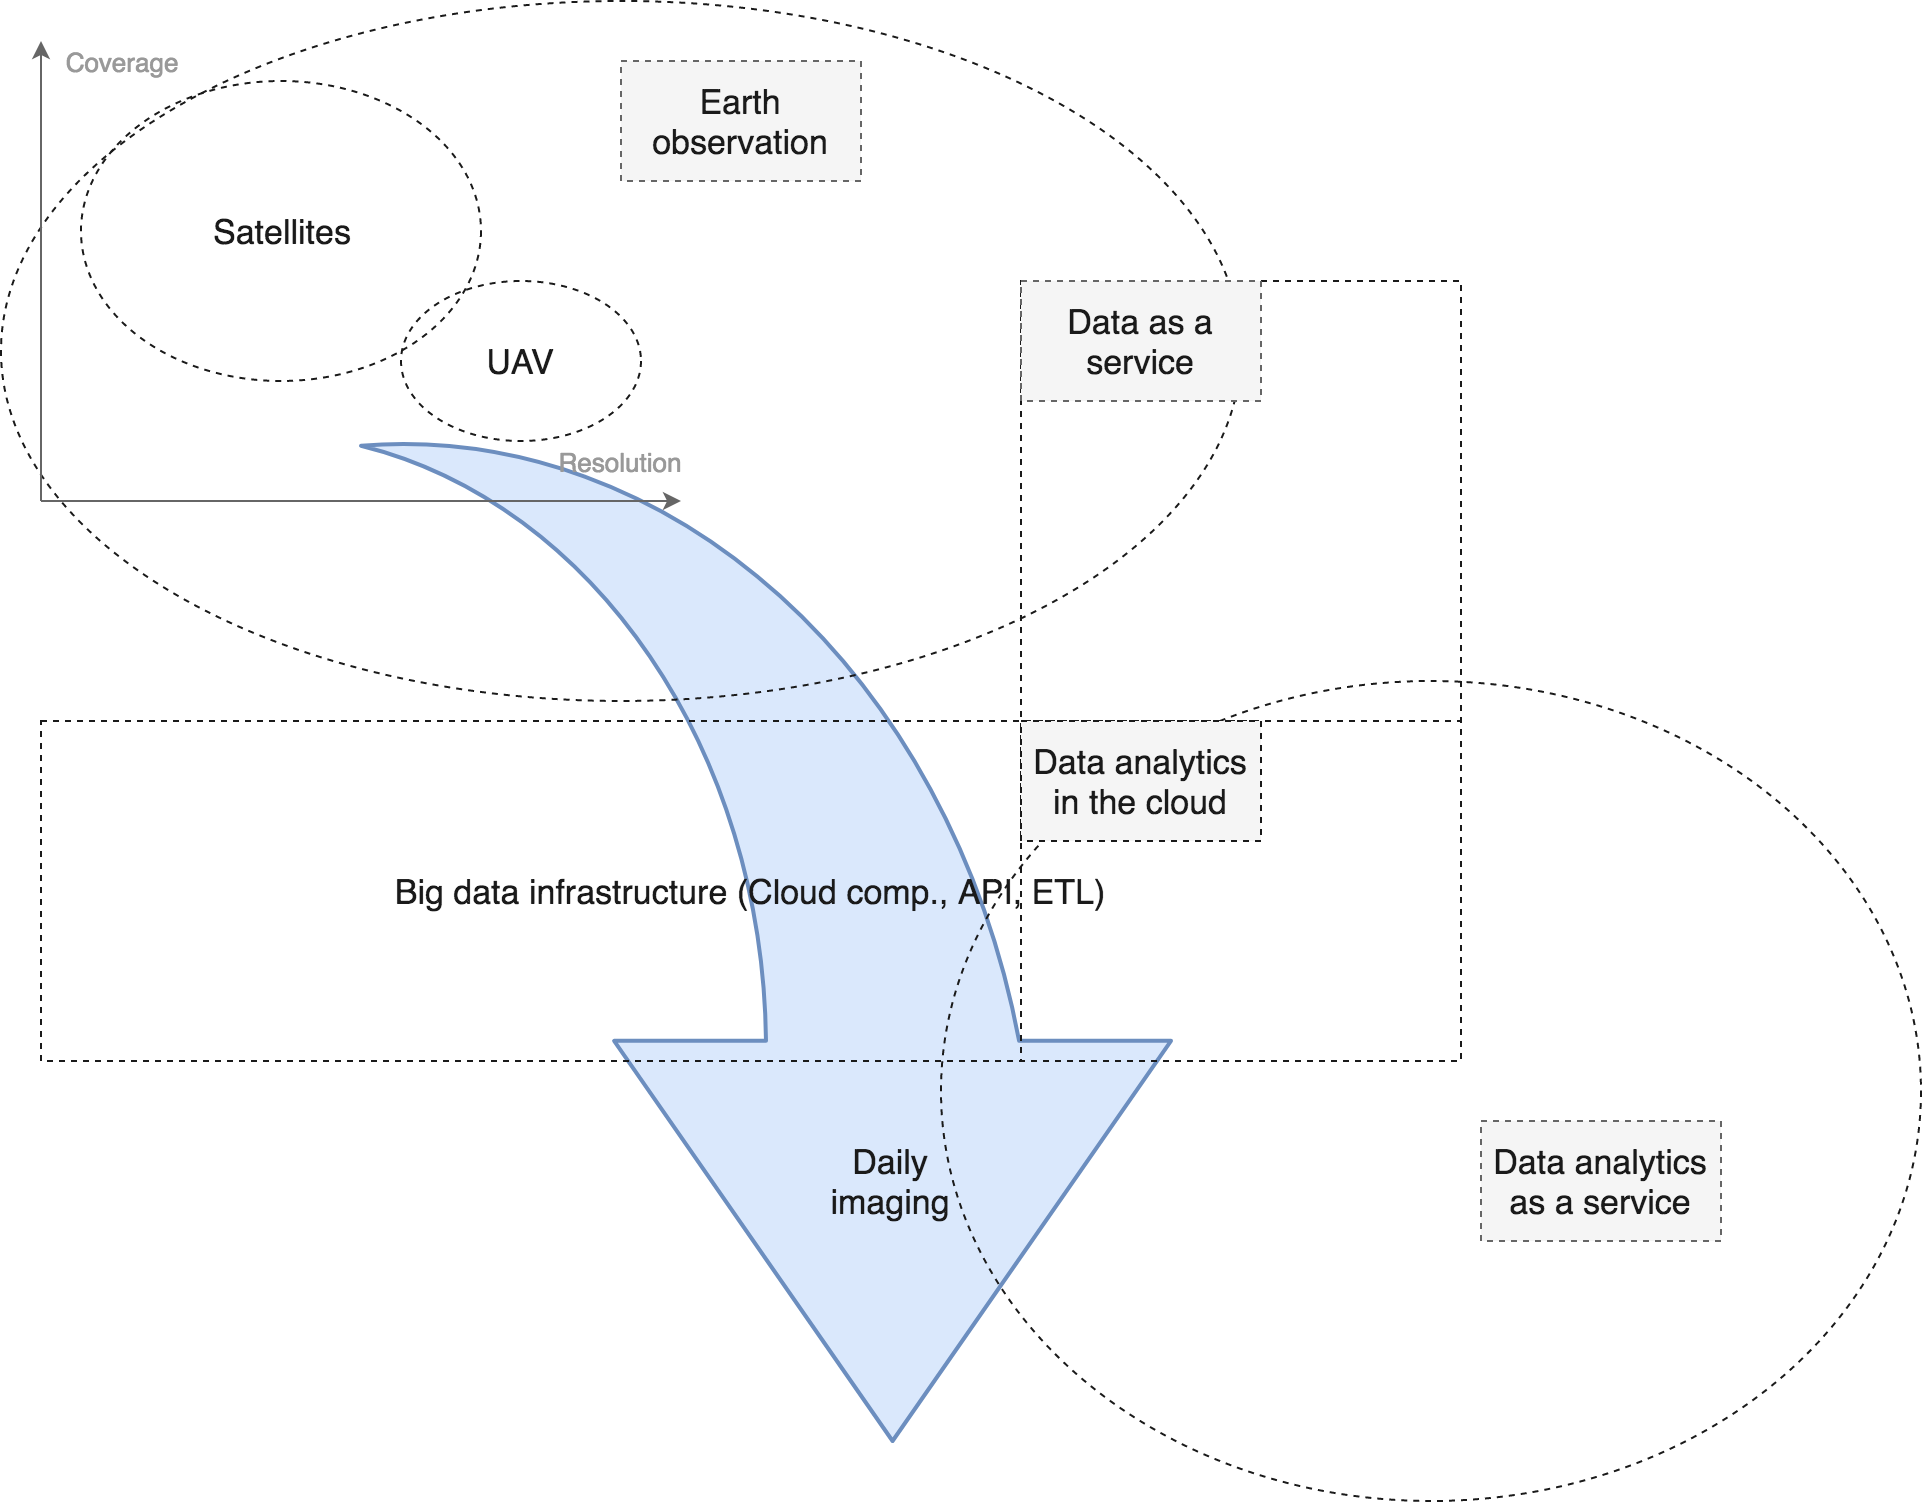 Coverage
Earth
observation
Satellites
Data as a
service
UAV
Resolution
Data analytics
in the cloud
Big data infrastructure (Cloud comp., API, ETL)
Daily
imaging
Data analytics
as a service